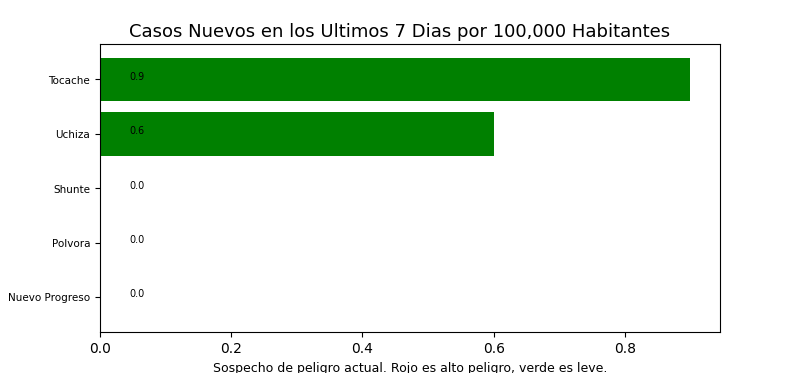 Casos Nuevos en los Ultimos 7 Dias por 100,000 Habitantes
Tocache 0.9
Uchiza 0.6
Shunte 0.0
Polvora 0.0
Nuevo Progreso 0.0
0.0 0.2 0.4 0.6 0.8
Sospecho de peligro actual. Rojo es alto peligro, verde es leve.